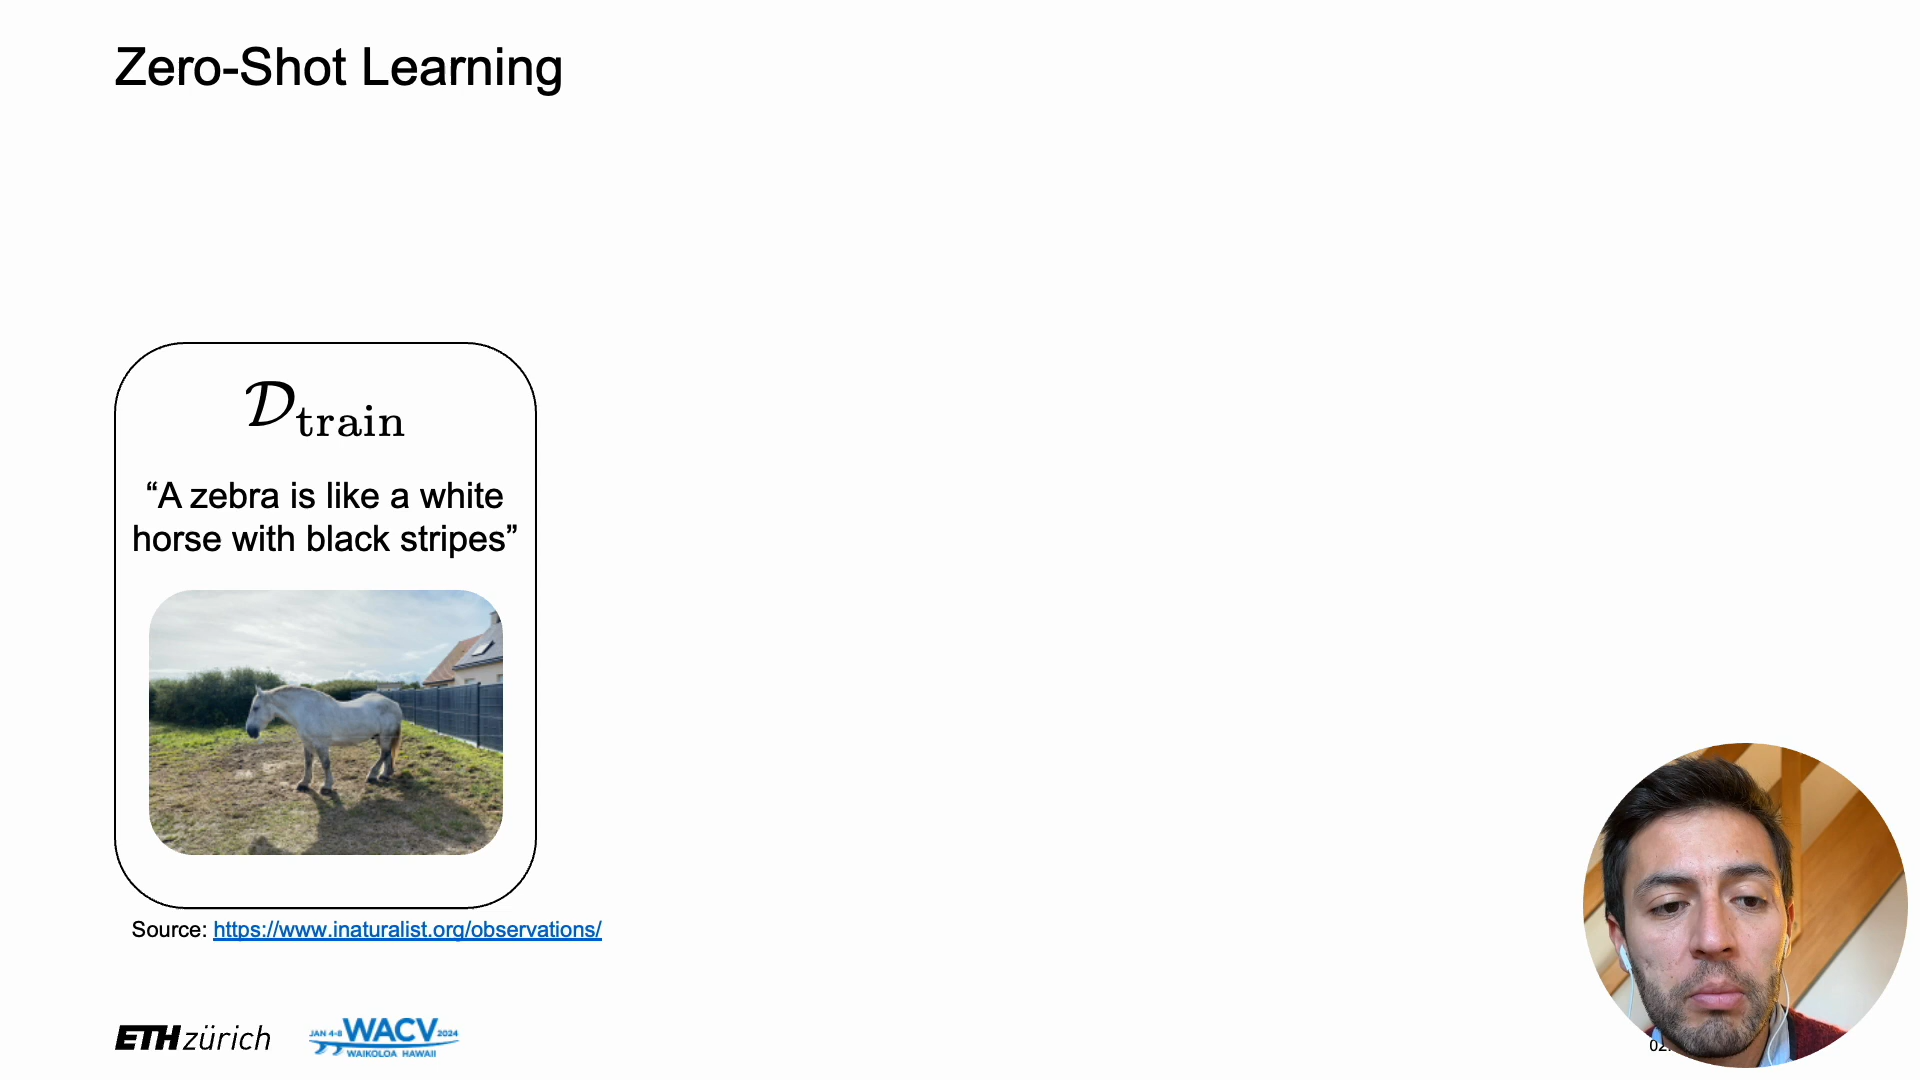 Zero-Shot Learning
𝒟train
“A zebra is like a white
horse with black stripes”
Source: https://www.inaturalist.org/observations/
ETH zürich
JAN 4-8 WACV 2024
WAIKOLOA HAWAII